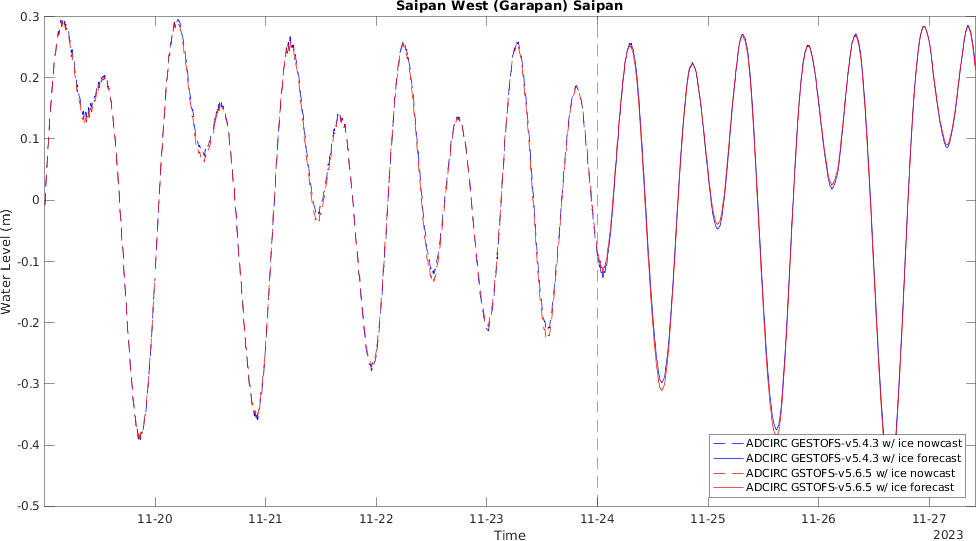 Saipan West (Garapan) Saipan
Water Level (m)
0.3
0.2
0.1
0
-0.1
-0.2
-0.3
-0.4
-0.5
ADCIRC GESTOFS-v5.4.3 w/ ice nowcast
ADCIRC GESTOFS-v5.4.3 w/ ice forecast
ADCIRC GSTOFS-v5.6.5 w/ ice nowcast
ADCIRC GSTOFS-v5.6.5 w/ ice forecast
11-20 11-21 11-22 11-23 11-24 11-25 11-26 11-27
Time
2023